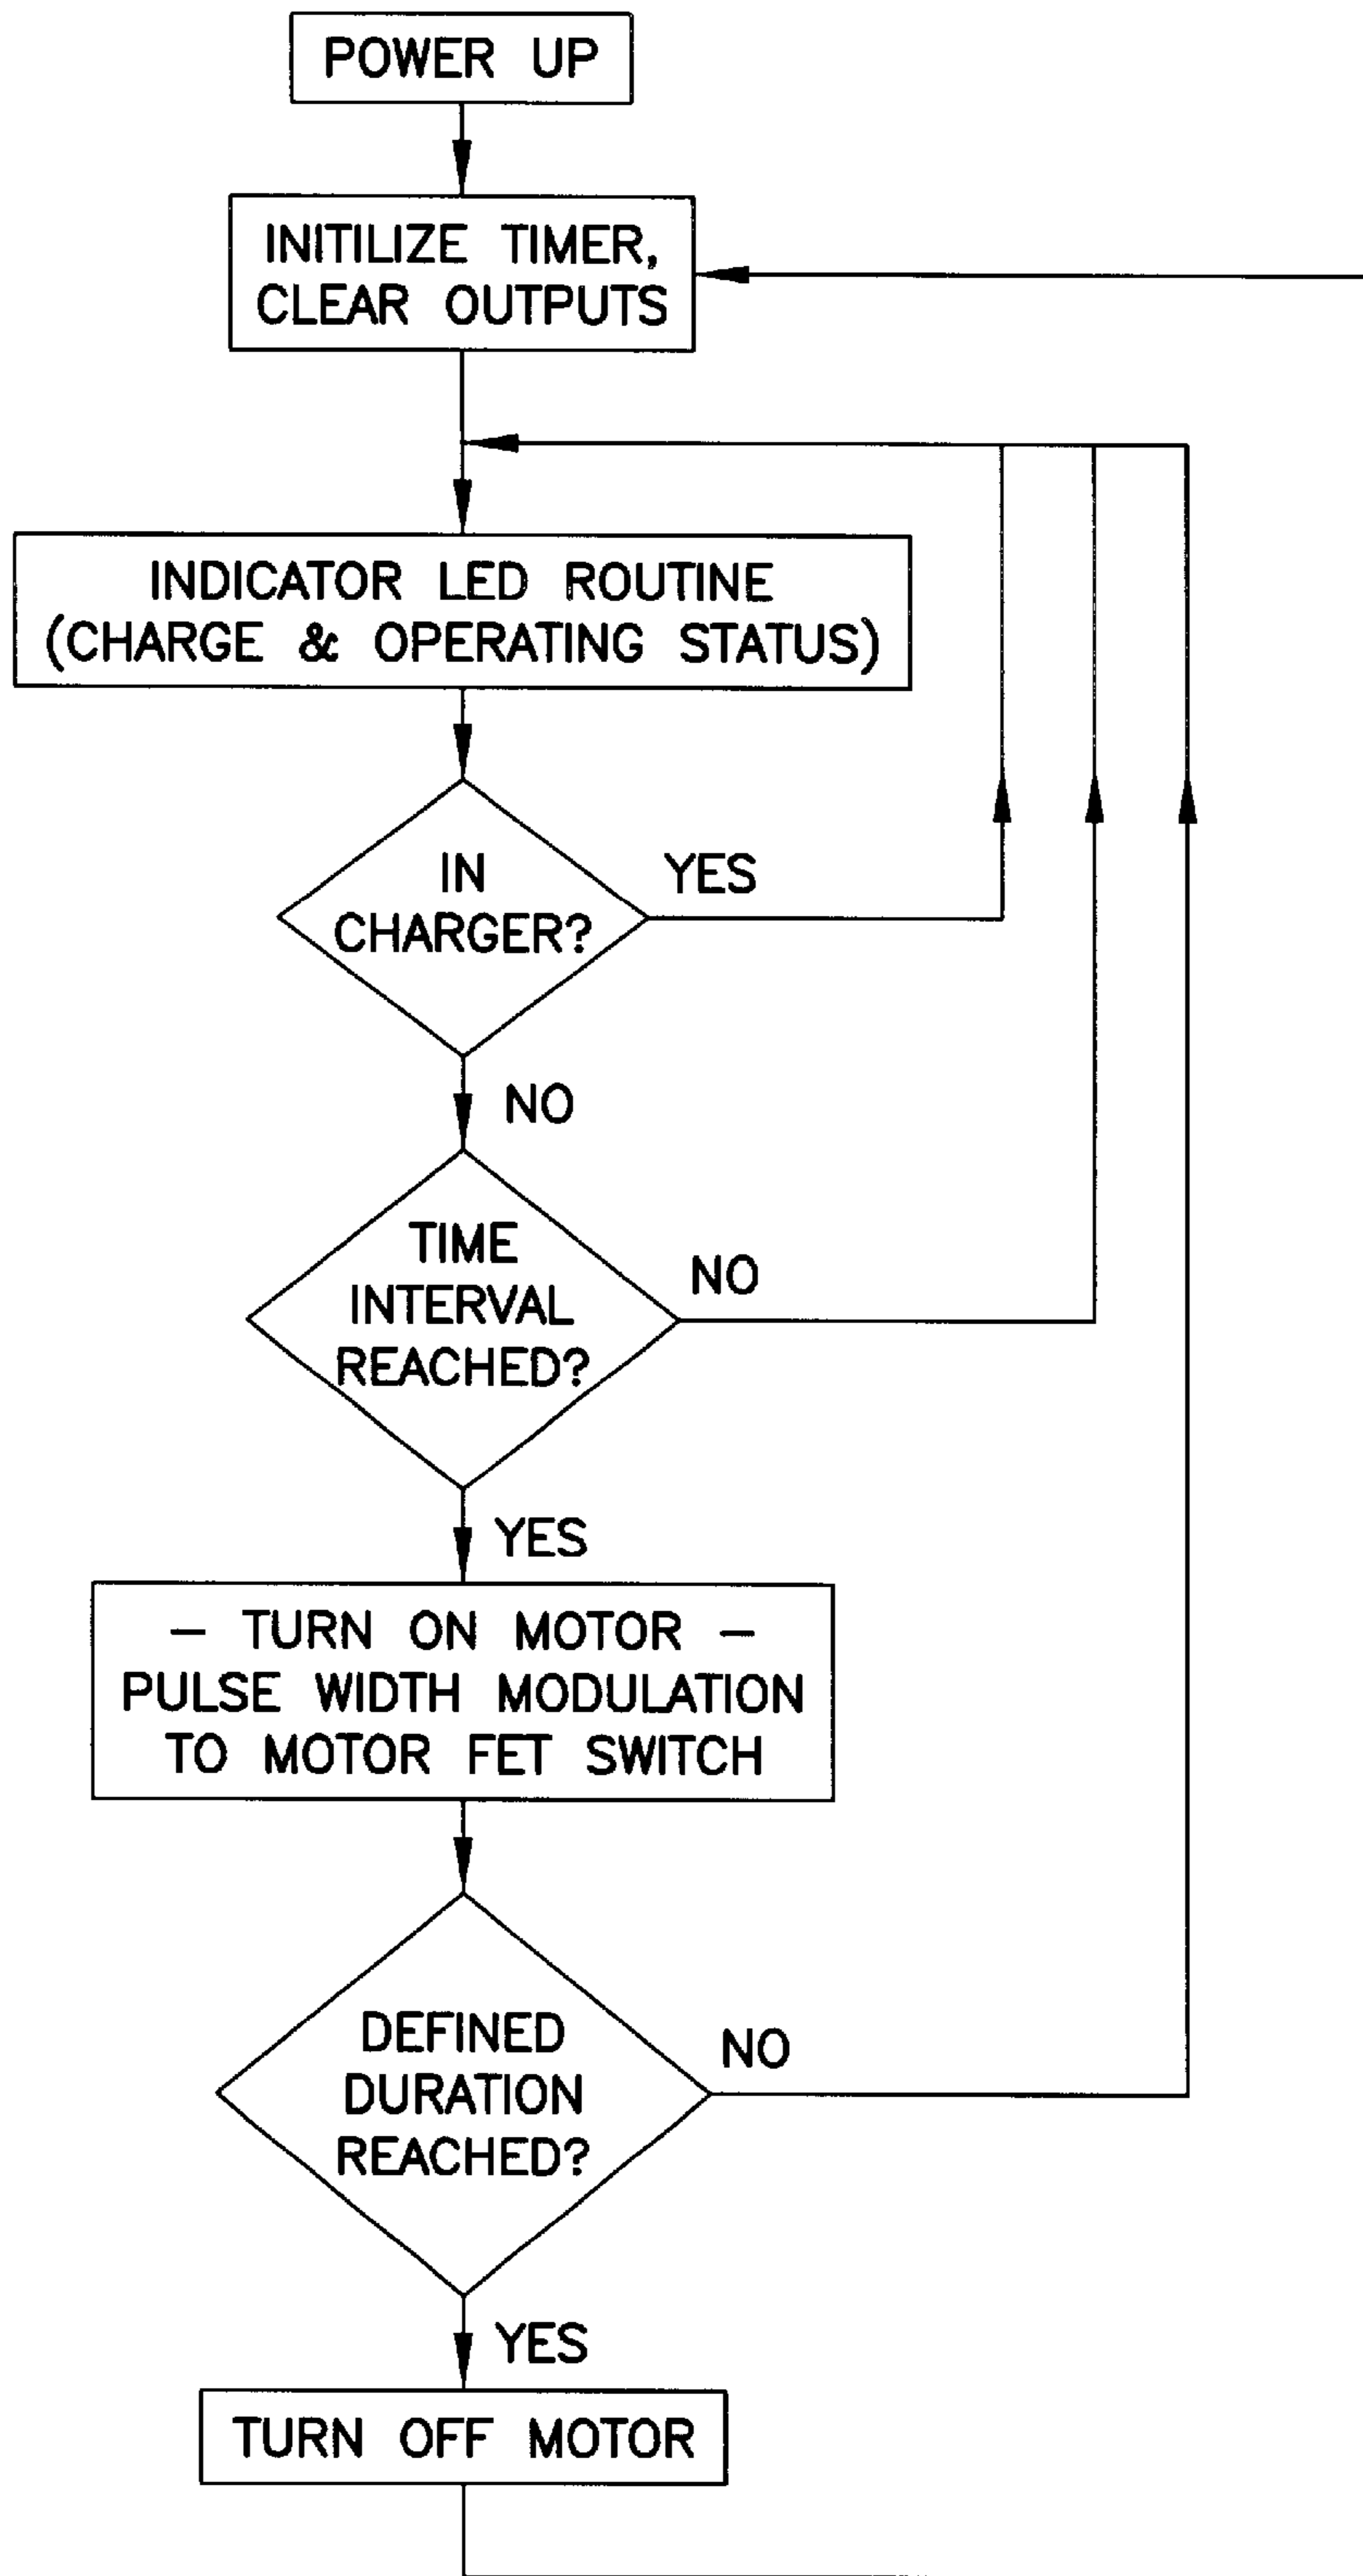 POWER UP
INITILIZE TIMER,
CLEAR OUTPUTS
INDICATOR LED ROUTINE
(CHARGE & OPERATING STATUS)
IN
CHARGER?
YES
NO
TIME
INTERVAL
REACHED?
NO
YES
— TURN ON MOTOR —
PULSE WIDTH MODULATION
TO MOTOR FET SWITCH
DEFINED
DURATION
REACHED?
NO
YES
TURN OFF MOTOR